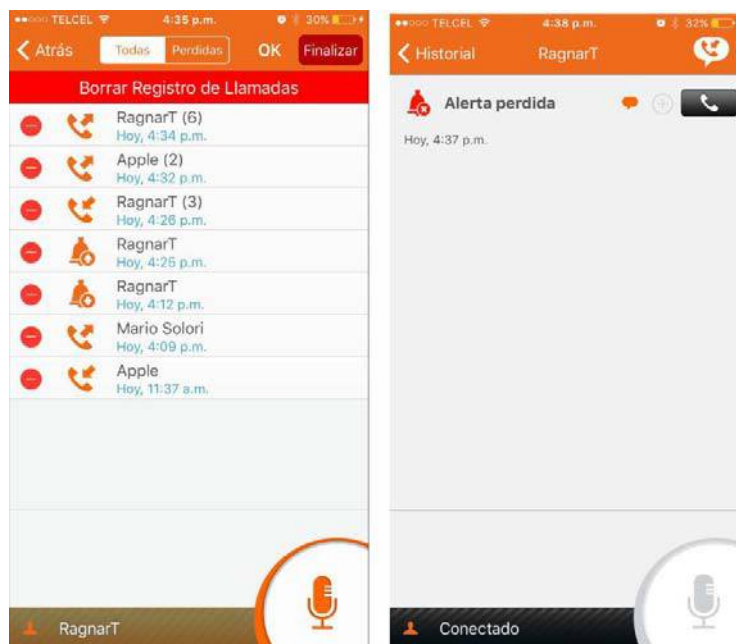 TELCEL 4:35 p.m. 30%
Atrás Todas Perdidas OK Finalizar
Borrar Registro de Llamadas
RagnarT (6)
Hoy, 4:34 p.m.
Apple (2)
Hoy, 4:32 p.m.
RagnarT (3)
Hoy, 4:26 p.m.
RagnarT
Hoy, 4:25 p.m.
RagnarT
Hoy, 4:12 p.m.
Mario Solori
Hoy, 4:09 p.m.
Apple
Hoy, 11:37 a.m.
RagnarT
TELCEL 4:38 p.m. 32%
Historial RagnarT
Alerta perdida
Hoy, 4:37 p.m.
Conectado